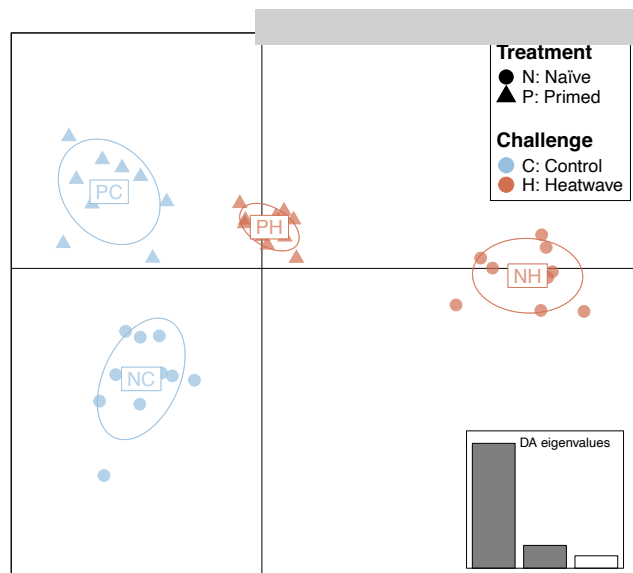 Treatment
N: Naïve
P: Primed
Challenge
C: Control
H: Heatwave
PC
PH
NH
NC
DA eigenvalues